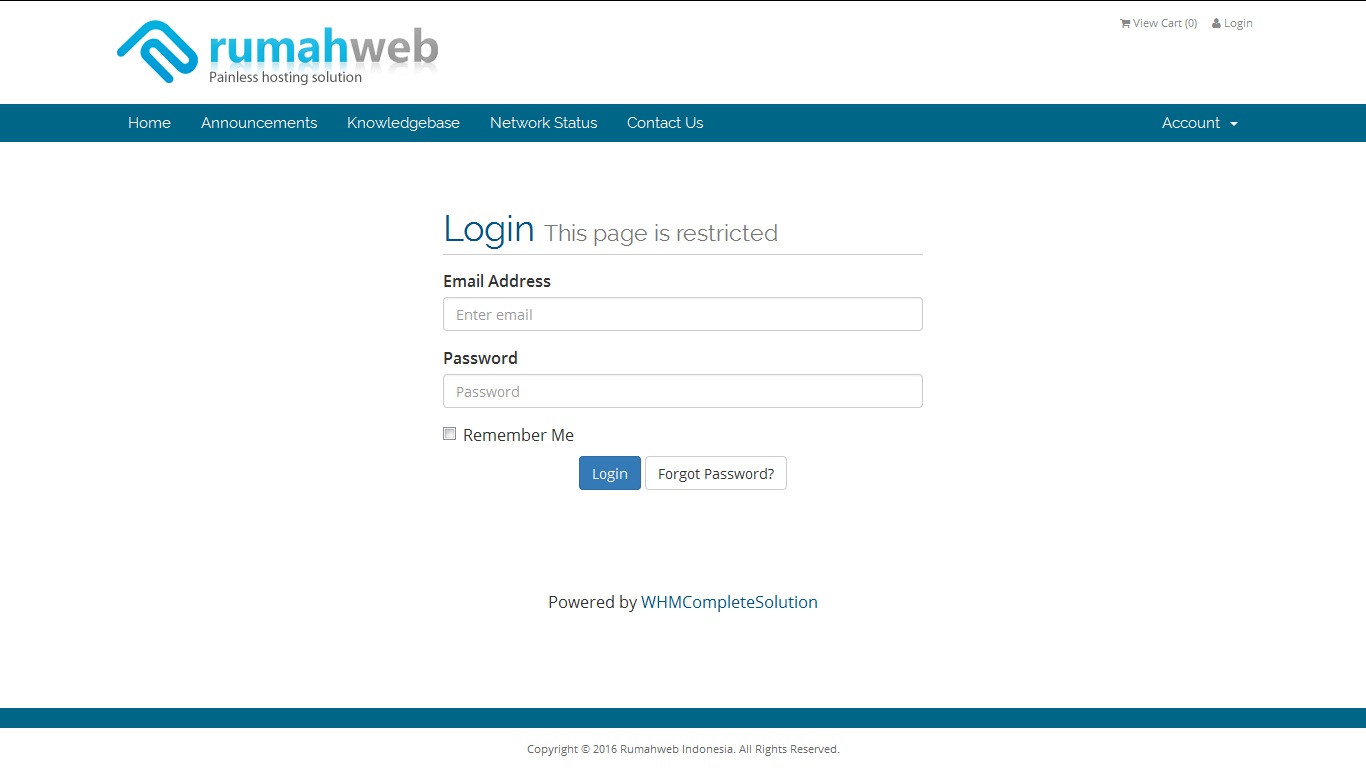 rumahweb
Painless hosting solution
View Cart (0) Login
Home Announcements Knowledgebase Network Status Contact Us Account
Login This page is restricted
Email Address
Enter email
Password
Password
Remember Me
Login Forgot Password?
Powered by WHMCompleteSolution
Copyright © 2016 Rumahweb Indonesia. All Rights Reserved.